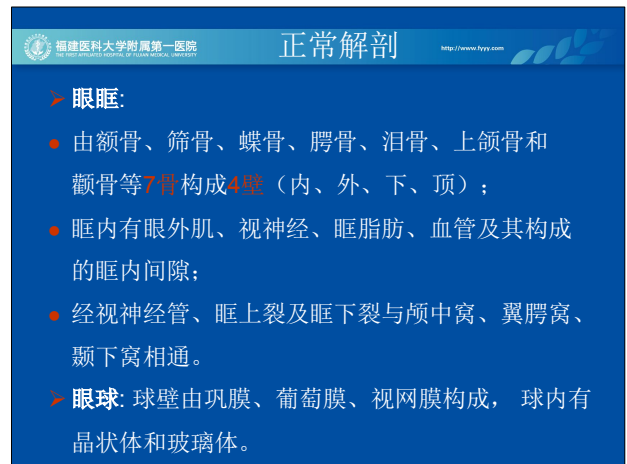 福建医科大学附属第一医院
THE FIRST AFFILIATED HOSPITAL OF FUJIAN MEDICAL UNIVERSITY
正常解剖
http://www.fyyy.com
眼眶:
由额骨、筛骨、蝶骨、腭骨、泪骨、上颌骨和
颧骨等7骨构成4壁（内、外、下、顶）；
眶内有眼外肌、视神经、眶脂肪、血管及其构成
的眶内间隙；
经视神经管、眶上裂及眶下裂与颅中窝、翼腭窝、
颞下窝相通。
眼球: 球壁由巩膜、葡萄膜、视网膜构成， 球内有
晶状体和玻璃体。